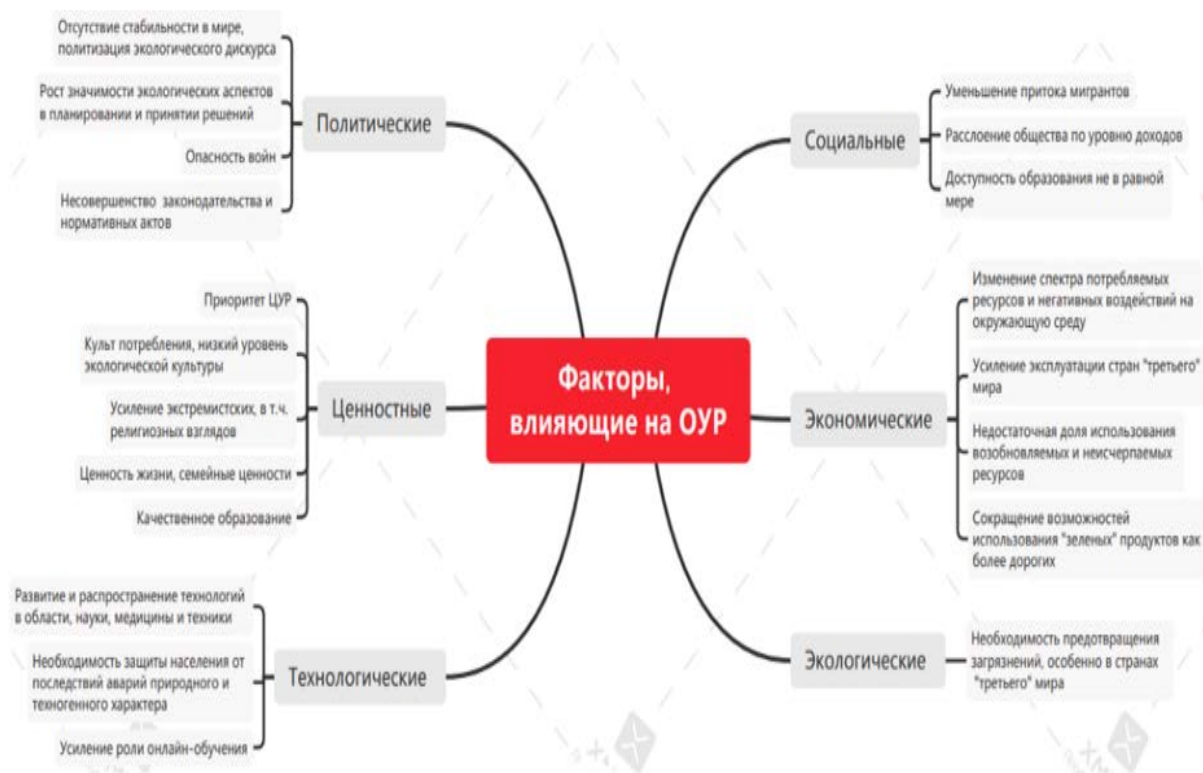 Факторы,
влияющие на ОУР
Политические
Отсутствие стабильности в мире,
политизация экологического дискурса
Рост значимости экологических аспектов
в планировании и принятии решений
Опасность войн
Несовершенство законодательства и
нормативных актов
Ценностные
Приоритет ЦУР
Культ потребления, низкий уровень
экологической культуры
Усиление экстремистских, в т.ч.
религиозных взглядов
Ценность жизни, семейные ценности
Качественное образование
Технологические
Развитие и распространение технологий
в области, науки, медицины и техники
Необходимость защиты населения от
последствий аварий природного и
техногенного характера
Усиление роли онлайн-обучения
Социальные
Уменьшение притока мигрантов
Расслоение общества по уровню доходов
Доступность образования не в равной
мере
Экономические
Изменение спектра потребляемых
ресурсов и негативных воздействий на
окружающую среду
Усиление эксплуатации стран "третьего"
мира
Недостаточная доля использования
возобновляемых и неисчерпаемых
ресурсов
Сокращение возможностей
использования "зеленых" продуктов как
более дорогих
Экологические
Необходимость предотвращения
загрязнений, особенно в странах
"третьего" мира